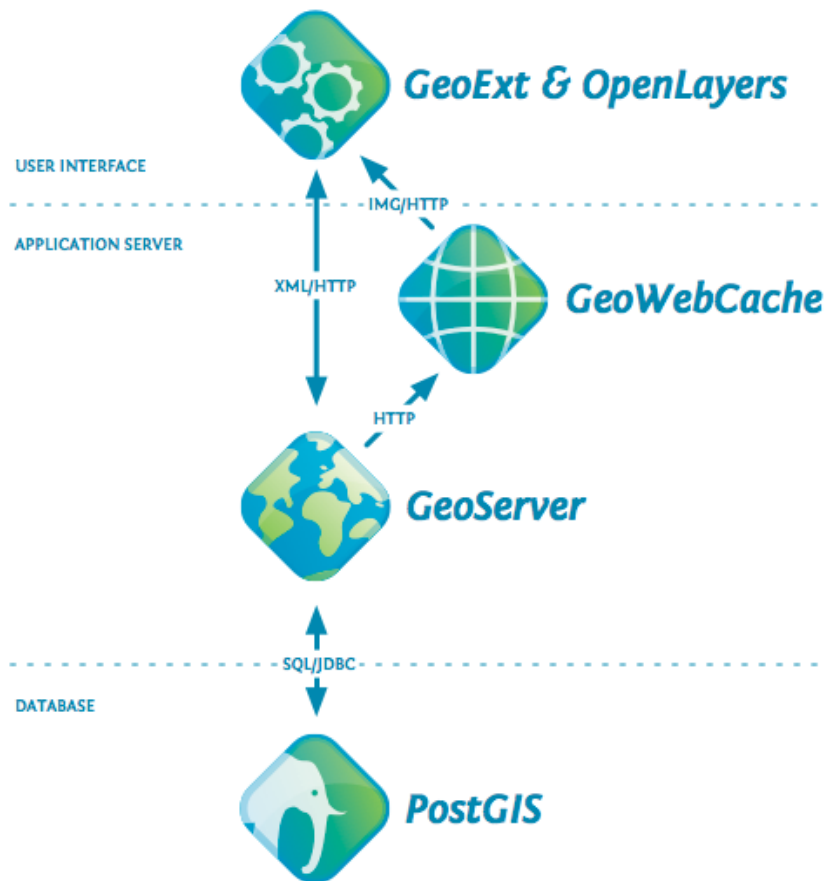 GeoExt & OpenLayers
USER INTERFACE
IMG/HTTP
APPLICATION SERVER
XML/HTTP
GeoWebCache
HTTP
GeoServer
SQL/JDBC
DATABASE
PostGIS